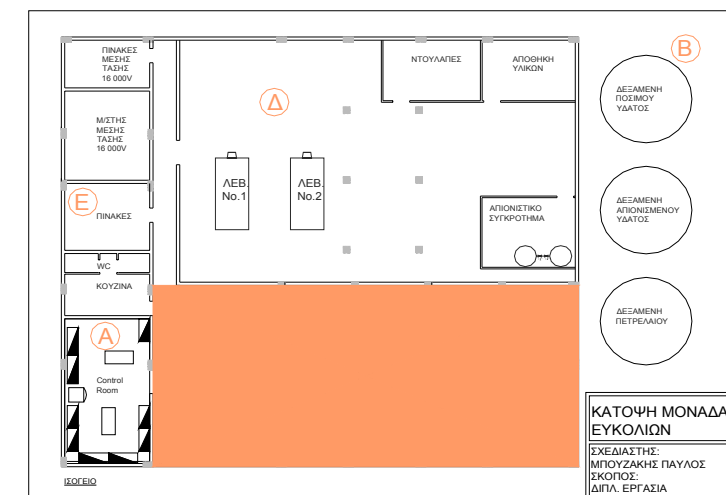 ΠΙΝΑΚΕΣ
ΜΕΣΗΣ
ΤΑΣΗΣ
16 000V
ΝΤΟΥΛΑΠΕΣ
ΑΠΟΘΗΚΗ
ΥΛΙΚΩΝ
Β
ΔΕΞΑΜΕΝΗ
ΠΟΣΙΜΟΥ
ΥΔΑΤΟΣ
Δ
Μ/ΣΤΗΣ
ΜΕΣΗΣ
ΤΑΣΗΣ
16 000V
ΛΕΒ.
No.1
ΛΕΒ.
No.2
Ε
ΠΙΝΑΚΕΣ
ΑΠΙΟΝΙΣΤΙΚΟ
ΣΥΓΚΡΟΤΗΜΑ
ΔΕΞΑΜΕΝΗ
ΑΠΙΟΝΙΣΜΕΝΟΥ
ΥΔΑΤΟΣ
WC
ΚΟΥΖΙΝΑ
ΔΕΞΑΜΕΝΗ
ΠΕΤΡΕΛΑΙΟΥ
Α
Control
Room
ΙΣΟΓΕΙΟ
ΚΑΤΟΨΗ ΜΟΝΑΔΑ
ΕΥΚΟΛΙΩΝ
ΣΧΕΔΙΑΣΤΗΣ:
ΜΠΟΥΖΑΚΗΣ ΠΑΥΛΟΣ
ΣΚΟΠΟΣ:
ΔΙΠΛ. ΕΡΓΑΣΙΑ